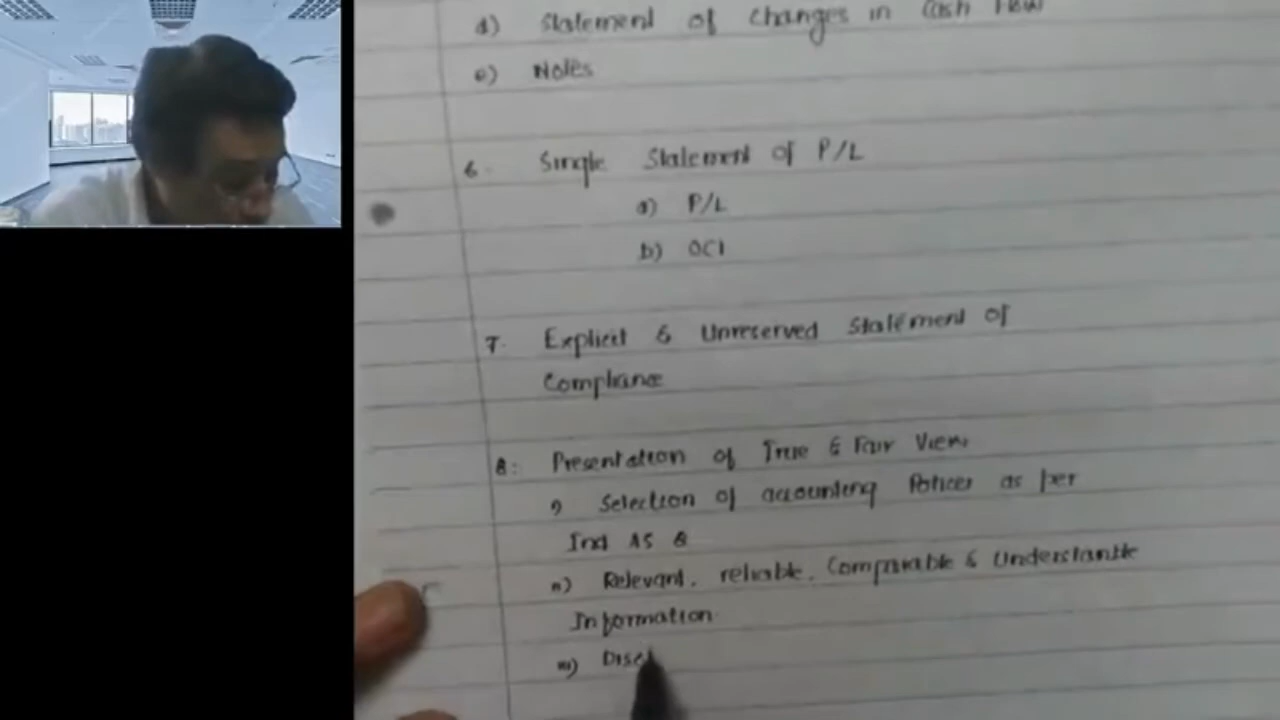 d) Statement of changes in Cash Flow
e) Notes
6. Single Statement of P/L
a) P/L
b) OCI
7. Explicit & Unreserved Statement of
Compliance
8. Presentation of True & Fair View.
i) Selection of accounting Policies as per
Ind AS &
ii) Relevant, reliable, Comparable & Understanble
Information
iii) Disc